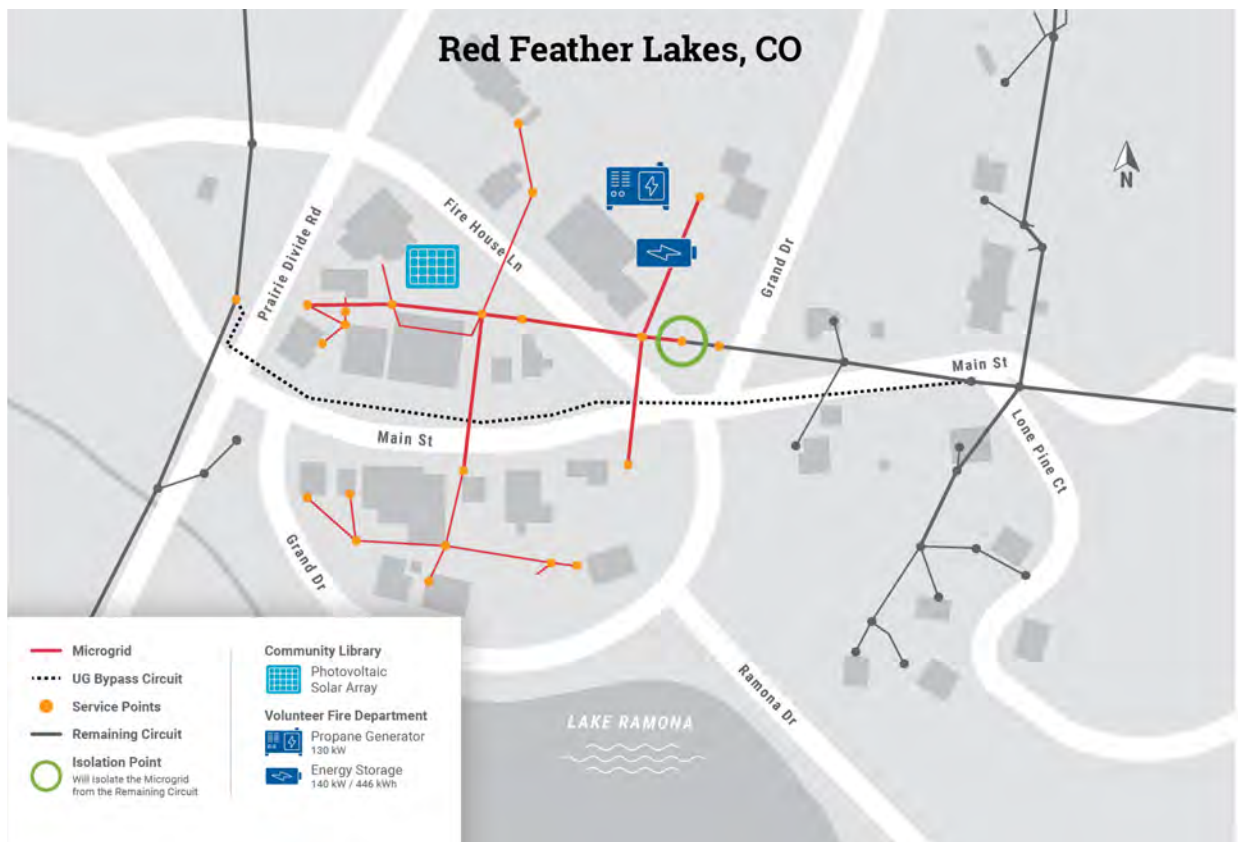 Red Feather Lakes, CO
N
Prairie Divide Rd
Fire House Ln
Grand Dr
Main St
Main St
Lone Pine Ct
Grand Dr
Ramona Dr
LAKE RAMONA
Microgrid
UG Bypass Circuit
Service Points
Remaining Circuit
Isolation Point
Will Isolate the Microgrid
from the Remaining Circuit
Community Library
Photovoltaic
Solar Array
Volunteer Fire Department
Propane Generator
130 kW
Energy Storage
140 kW / 446 kWh